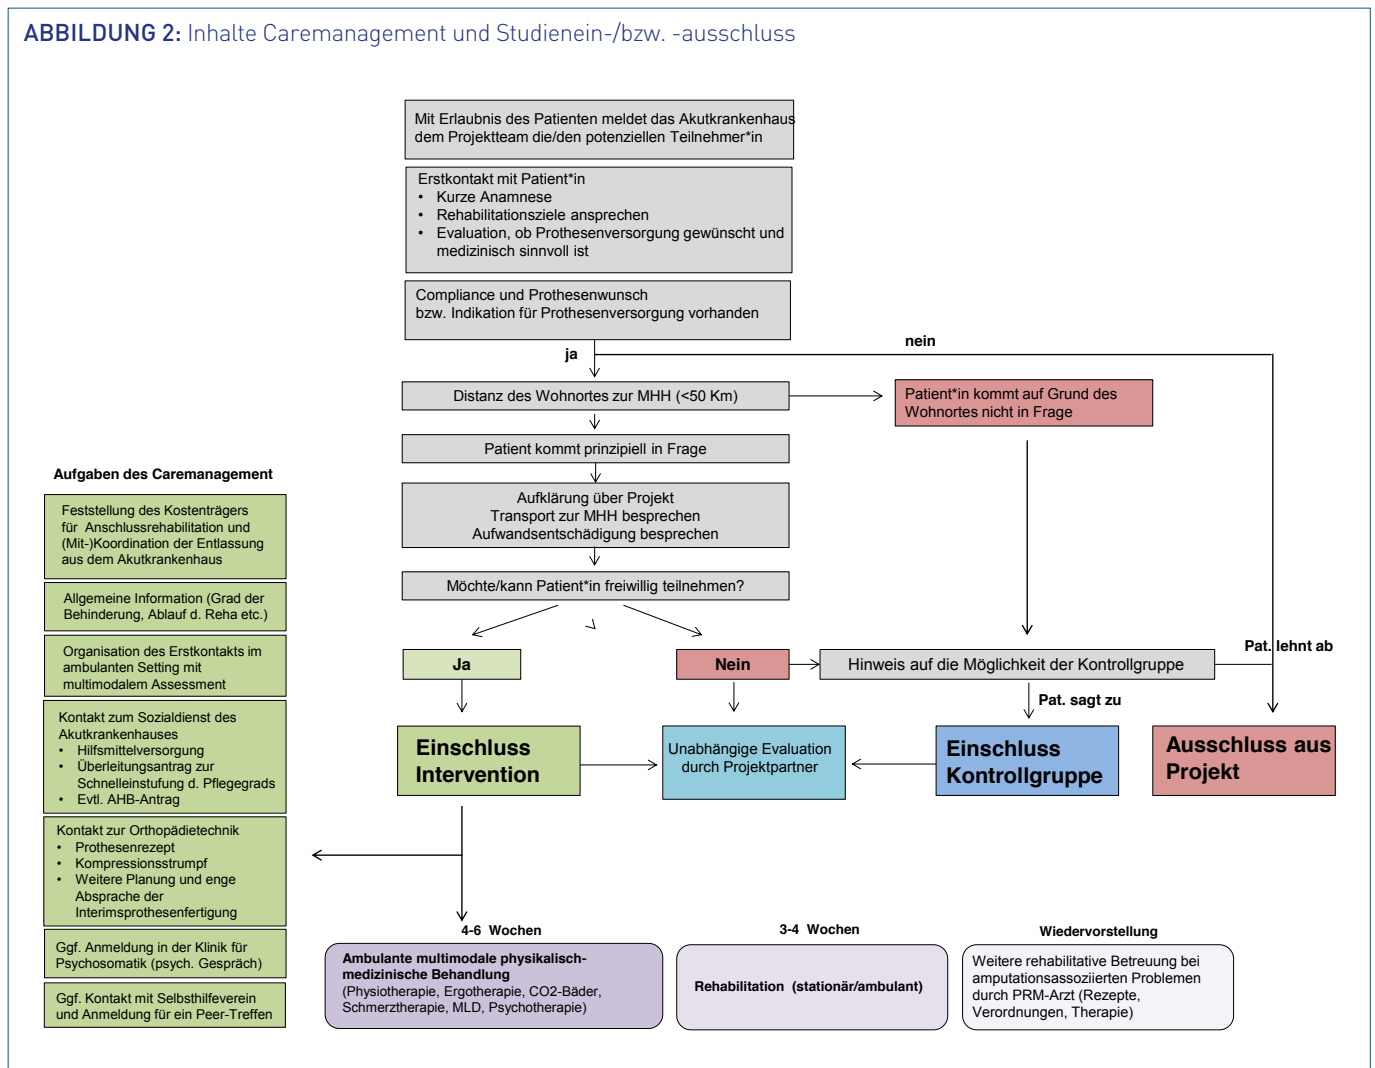 ABBILDUNG 2: Inhalte Caremanagement und Studienein-/bzw. -ausschluss
Mit Erlaubnis des Patienten meldet das Akutkrankenhaus
dem Projektteam die/den potenziellen Teilnehmer*in
Erstkontakt mit Patient*in
• Kurze Anamnese
• Rehabilitationsziele ansprechen
• Evaluation, ob Prothesenversorgung gewünscht und
medizinisch sinnvoll ist
Compliance und Prothesenwunsch
bzw. Indikation für Prothesenversorgung vorhanden
ja
nein
Distanz des Wohnortes zur MHH (<50 Km)
Patient*in kommt auf Grund des
Wohnortes nicht in Frage
Patient kommt prinzipiell in Frage
Aufklärung über Projekt
Transport zur MHH besprechen
Aufwandsentschädigung besprechen
Möchte/kann Patient*in freiwillig teilnehmen?
Ja
Nein
Hinweis auf die Möglichkeit der Kontrollgruppe
Pat. lehnt ab
Pat. sagt zu
Einschluss
Intervention
Unabhängige Evaluation
durch Projektpartner
Einschluss
Kontrollgruppe
Ausschluss aus
Projekt
Aufgaben des Caremanagement
Feststellung des Kostenträgers
für Anschlussrehabilitation und
(Mit-)Koordination der Entlassung
aus dem Akutkrankenhaus
Allgemeine Information (Grad der
Behinderung, Ablauf d. Reha etc.)
Organisation des Erstkontakts im
ambulanten Setting mit
multimodalem Assessment
Kontakt zum Sozialdienst des
Akutkrankenhauses
• Hilfsmittelversorgung
• Überleitungsantrag zur
Schnelleinstufung d. Pflegegrads
• Evtl. AHB-Antrag
Kontakt zur Orthopädietechnik
• Prothesenrezept
• Kompressionsstrumpf
• Weitere Planung und enge
Absprache der
Interimsprothesenfertigung
Ggf. Anmeldung in der Klinik für
Psychosomatik (psych. Gespräch)
Ggf. Kontakt mit Selbsthilfeverein
und Anmeldung für ein Peer-Treffen
4-6 Wochen
Ambulante multimodale physikalisch-
medizinische Behandlung
(Physiotherapie, Ergotherapie, CO2-Bäder,
Schmerztherapie, MLD, Psychotherapie)
3-4 Wochen
Rehabilitation (stationär/ambulant)
Wiedervorstellung
Weitere rehabilitative Betreuung bei
amputationsassoziierten Problemen
durch PRM-Arzt (Rezepte,
Verordnungen, Therapie)